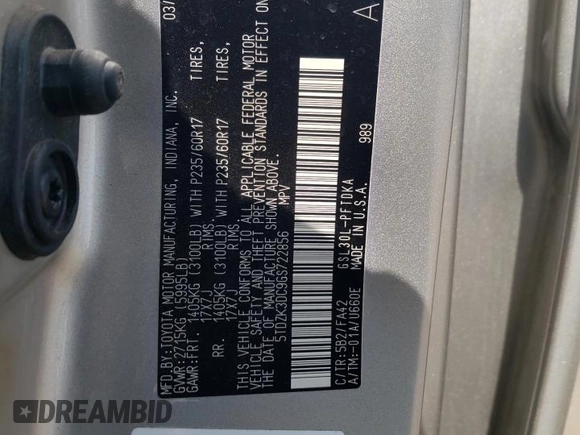 MFD.BY:TOYOTA MOTOR MANUFACTURING, INDIANA, INC. 03/
GVWR:2715KG (5995LB)
GAWR:FRT. 1405KG (3100LB) WITH P235/60R17 TIRES,
17X7J RIMS.
RR. 1405KG (3100LB) WITH P235/60R17 TIRES,
17X7J RIMS.
THIS VEHICLE CONFORMS TO ALL APPLICABLE FEDERAL MOTOR
VEHICLE SAFETY AND THEFT PREVENTION STANDARDS IN EFFECT ON
THE DATE OF MANUFACTURE SHOWN ABOVE.
5TDZK3DC9GS722856 MPV
A
989
C/TR:5B2/FA42 GSL30L-PFTDKA
A/TM:-01A/U660E MADE IN U.S.A.
DREAMBID